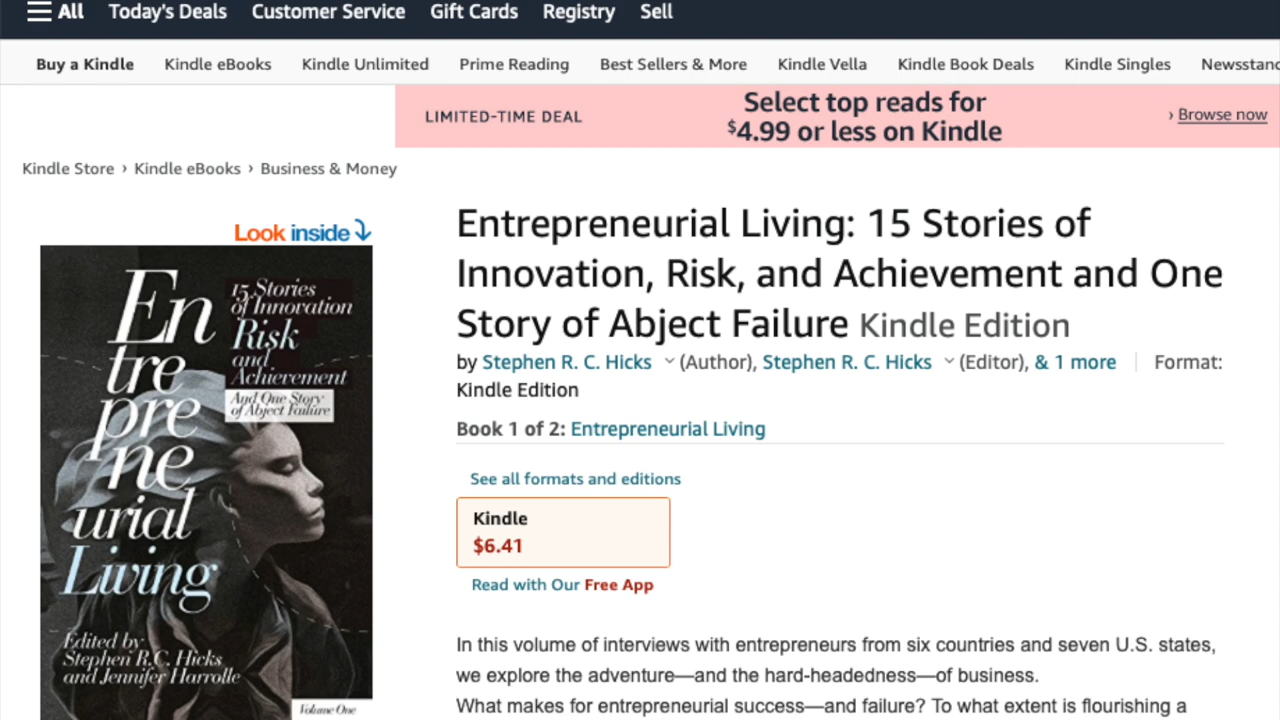 All Today's Deals Customer Service Gift Cards Registry Sell
Buy a Kindle Kindle eBooks Kindle Unlimited Prime Reading Best Sellers & More Kindle Vella Kindle Book Deals Kindle Singles Newsstand
LIMITED-TIME DEAL
Select top reads for
$4.99 or less on Kindle
› Browse now
Kindle Store › Kindle eBooks › Business & Money
Look inside
En
tre
pre
ne
urial
Living
15 Stories
of Innovation
Risk
and
Achievement
And One Story
of Abject Failure
Edited by
Stephen R.C. Hicks
and Jennifer Harrolle
Volume One
Entrepreneurial Living: 15 Stories of
Innovation, Risk, and Achievement and One
Story of Abject Failure Kindle Edition
by Stephen R. C. Hicks (Author), Stephen R. C. Hicks (Editor), & 1 more Format:
Kindle Edition
Book 1 of 2: Entrepreneurial Living
See all formats and editions
Kindle
$6.41
Read with Our Free App
In this volume of interviews with entrepreneurs from six countries and seven U.S. states,
we explore the adventure—and the hard-headedness—of business.
What makes for entrepreneurial success—and failure? To what extent is flourishing a